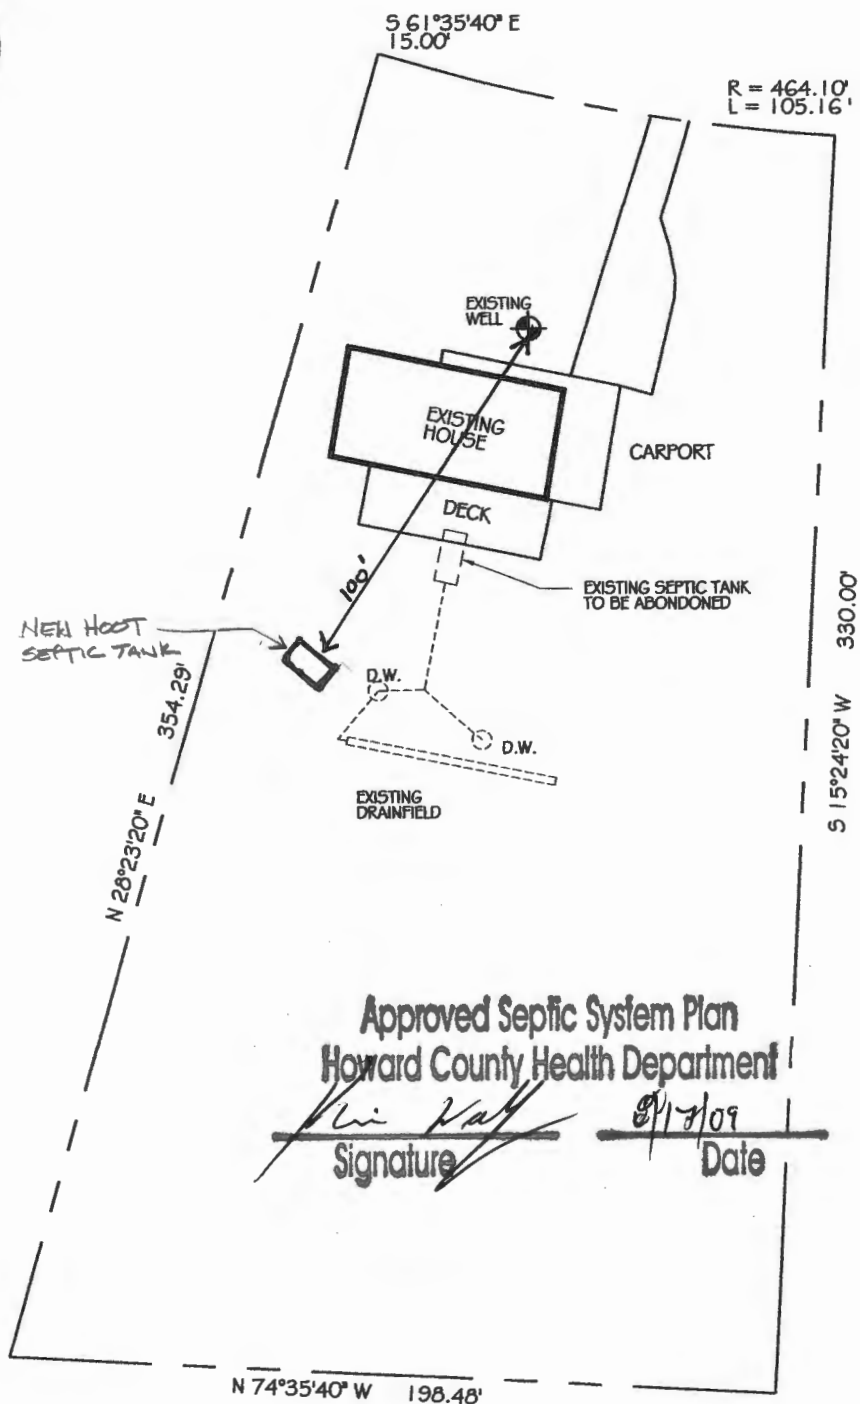 S 61°35'40" E
15.00'
R = 464.10'
L = 105.16'
EXISTING
WELL
EXISTING
HOUSE
CARPORT
DECK
100'
EXISTING SEPTIC TANK
TO BE ABONDONED
NEW HOOT
SEPTIC TANK
D.W.
D.W.
EXISTING
DRAINFIELD
354.29'
N 28°23'20" E
330.00'
S 15°24'20" W
Approved Septic System Plan
Howard County Health Department
Signature
Date
N 74°35'40" W 198.48'